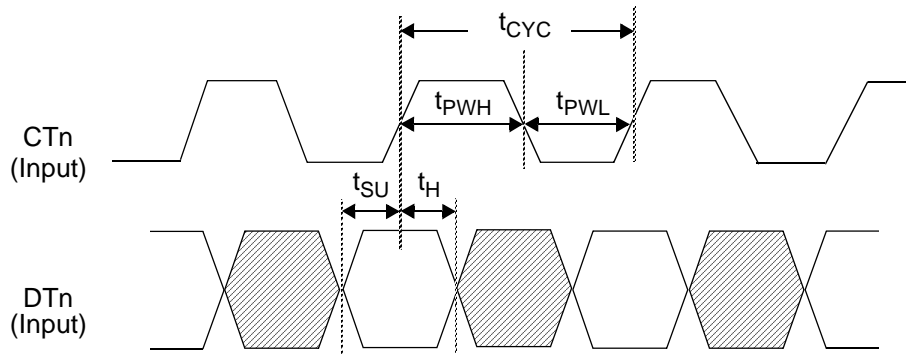 tCYC
tPWH
tPWL
CTn
(Input)
tSU
tH
DTn
(Input)